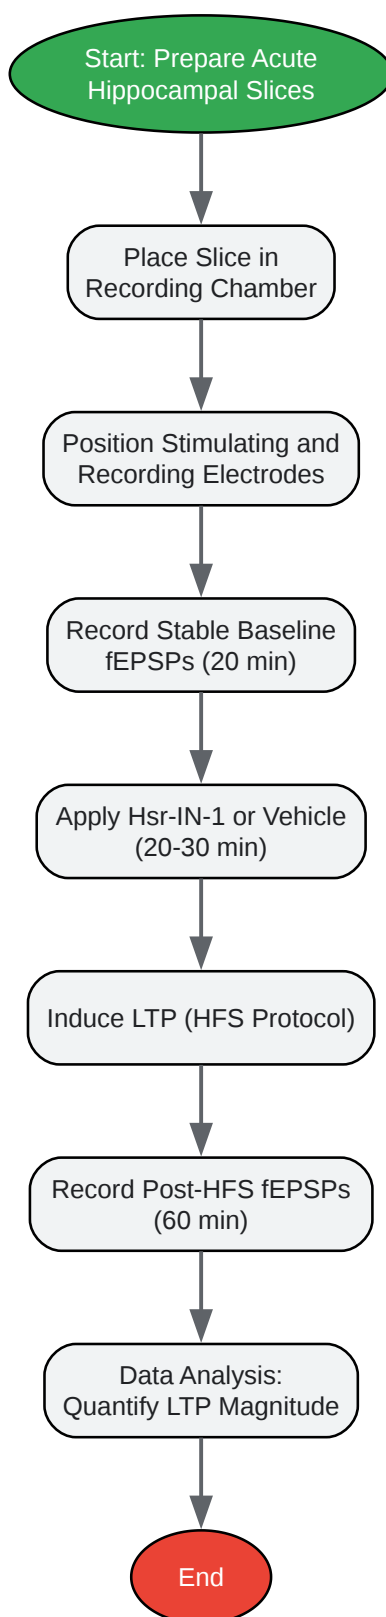 Start: Prepare Acute
Hippocampal Slices
Place Slice in
Recording Chamber
Position Stimulating and
Recording Electrodes
Record Stable Baseline
fEPSPs (20 min)
Apply Hsr-IN-1 or Vehicle
(20-30 min)
Induce LTP (HFS Protocol)
Record Post-HFS fEPSPs
(60 min)
Data Analysis:
Quantify LTP Magnitude
End